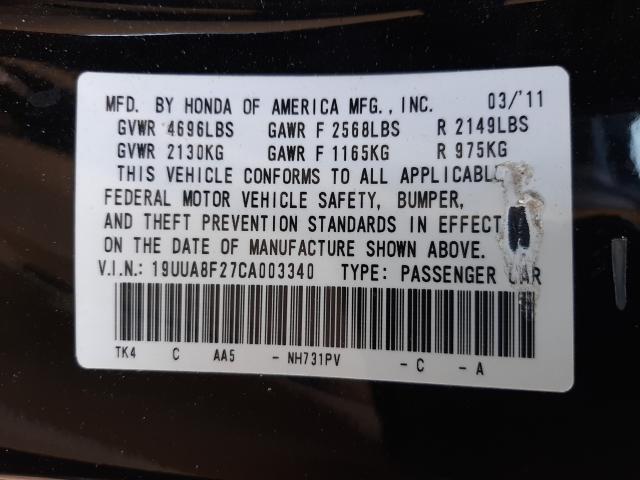 MFD. BY HONDA OF AMERICA MFG., INC. 03/'11
GVWR 4696LBS GAWR F 2568LBS R 2149LBS
GVWR 2130KG GAWR F 1165KG R 975KG
THIS VEHICLE CONFORMS TO ALL APPLICABLE
FEDERAL MOTOR VEHICLE SAFETY, BUMPER,
AND THEFT PREVENTION STANDARDS IN EFFECT
ON THE DATE OF MANUFACTURE SHOWN ABOVE.
V.I.N.: 19UUA8F27CA003340 TYPE: PASSENGER CAR
TK4 C AA5 - NH731PV - C - A